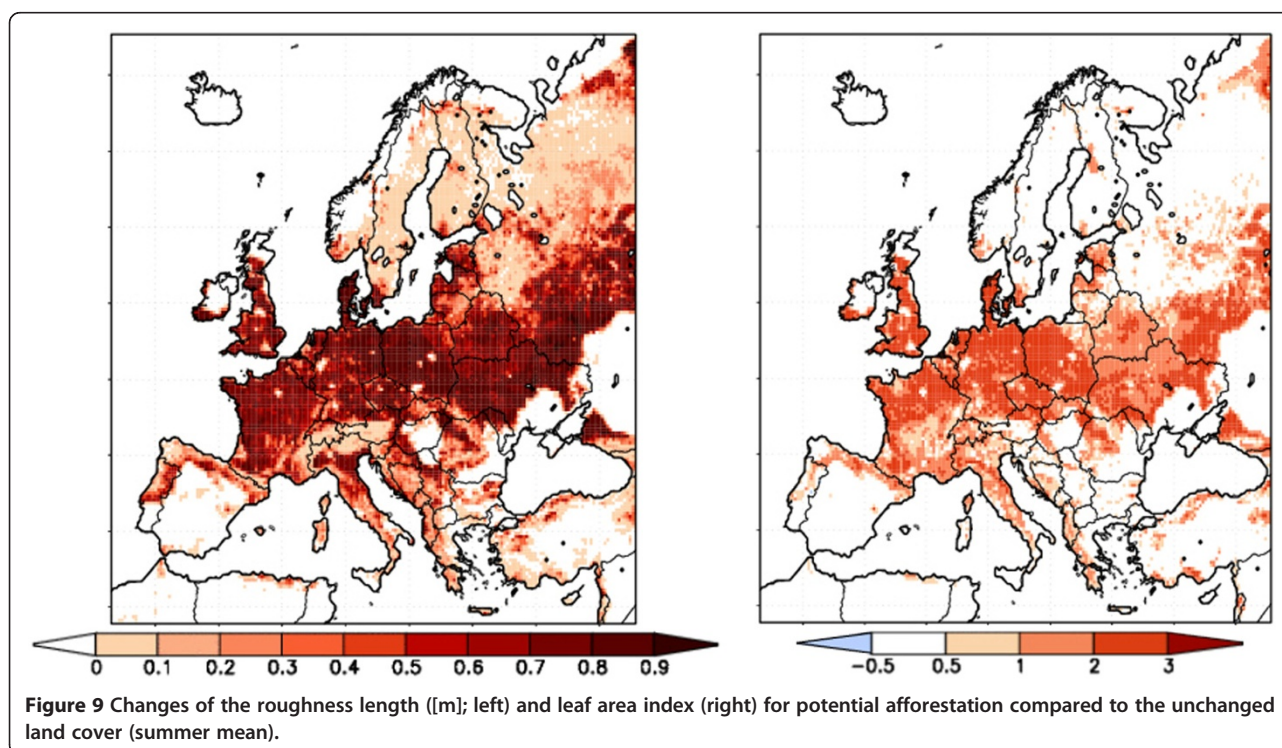 0 0.1 0.2 0.3 0.4 0.5 0.6 0.7 0.8 0.9
−0.5 0.5 1 2 3
Figure 9 Changes of the roughness length ([m]; left) and leaf area index (right) for potential afforestation compared to the unchanged
land cover (summer mean).